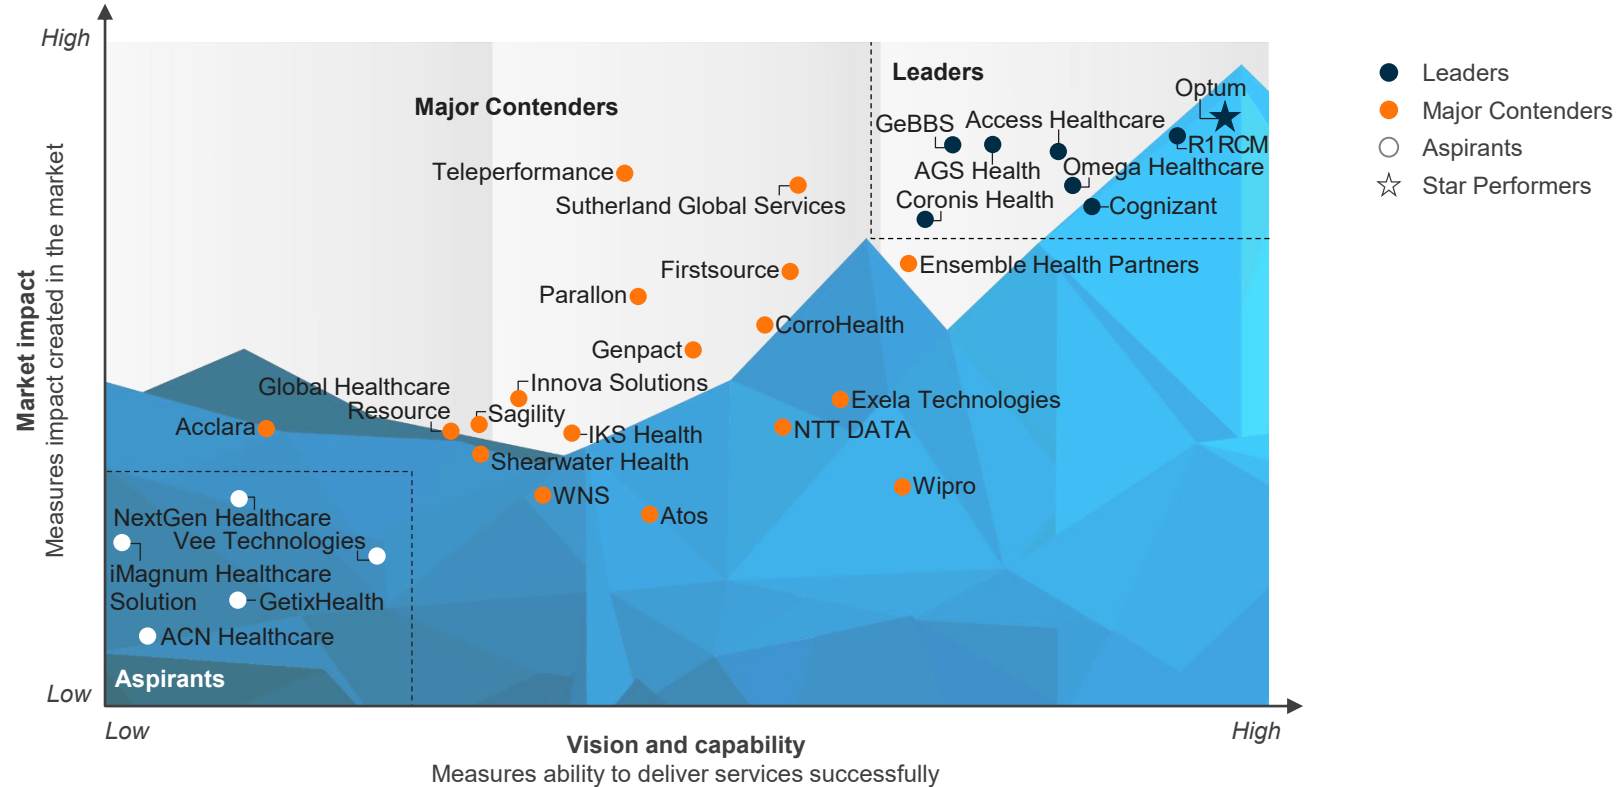 High
Leaders
Optum
Leaders
Major Contenders
Major Contenders
GeBBS
Access Healthcare
R1RCM
Aspirants
Teleperformance
AGS Health
Omega Healthcare
Star Performers
Sutherland Global Services
Coronis Health
Cognizant
Firstsource
Ensemble Health Partners
Parallon
CorroHealth
Genpact
Global Healthcare
Resource
Innova Solutions
Sagility
Exela Technologies
Acclara
IKS Health
NTT DATA
Shearwater Health
WNS
Wipro
Atos
NextGen Healthcare
Vee Technologies
iMagnum Healthcare
Solution
GetixHealth
ACN Healthcare
Aspirants
Market impact
Measures impact created in the market
Low
Low
High
Vision and capability
Measures ability to deliver services successfully